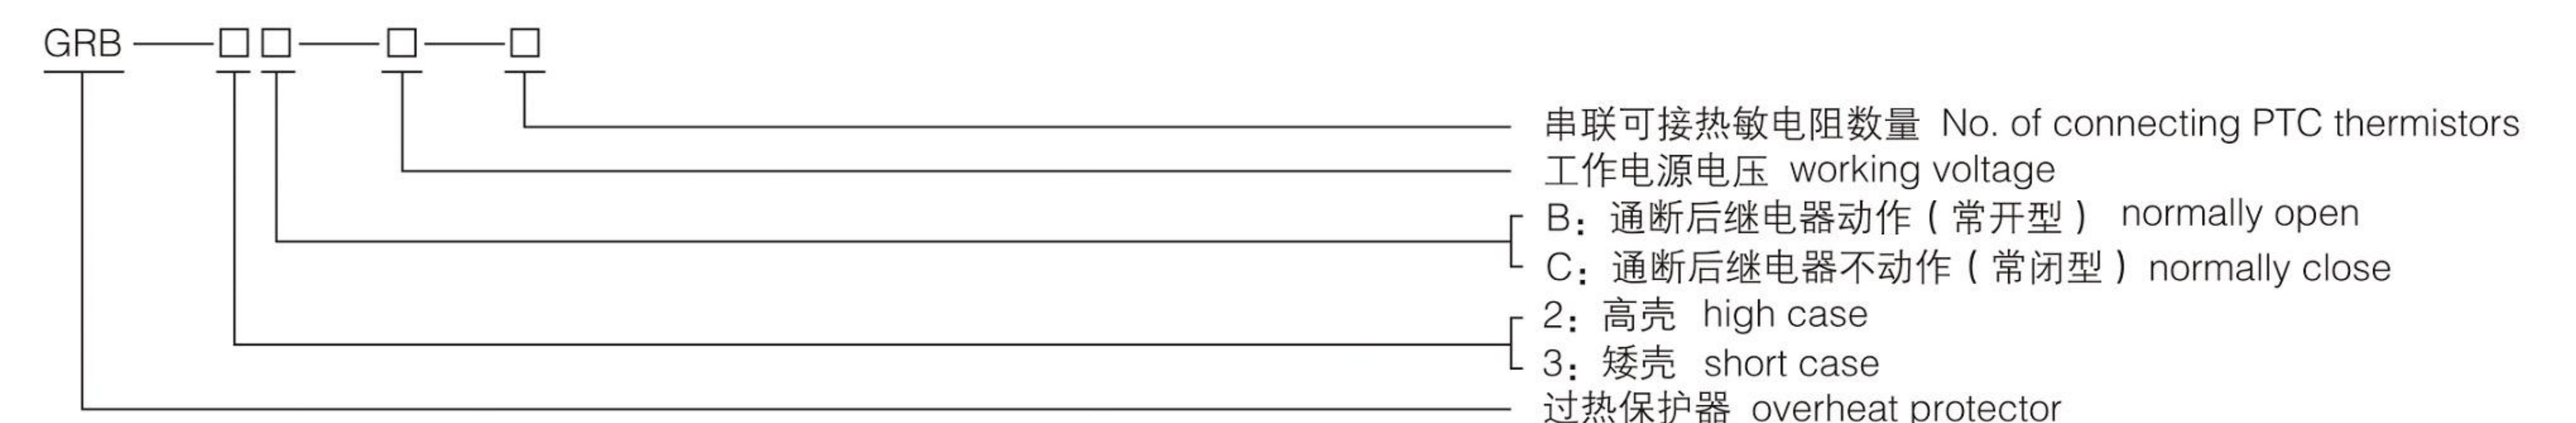 GRB —— □ □ —— □ —— □
串联可接热敏电阻数量 No. of connecting PTC thermistors
工作电源电压 working voltage
B：通断后继电器动作（常开型） normally open
C：通断后继电器不动作（常闭型）normally close
2：高壳 high case
3：矮壳 short case
过热保护器 overheat protector